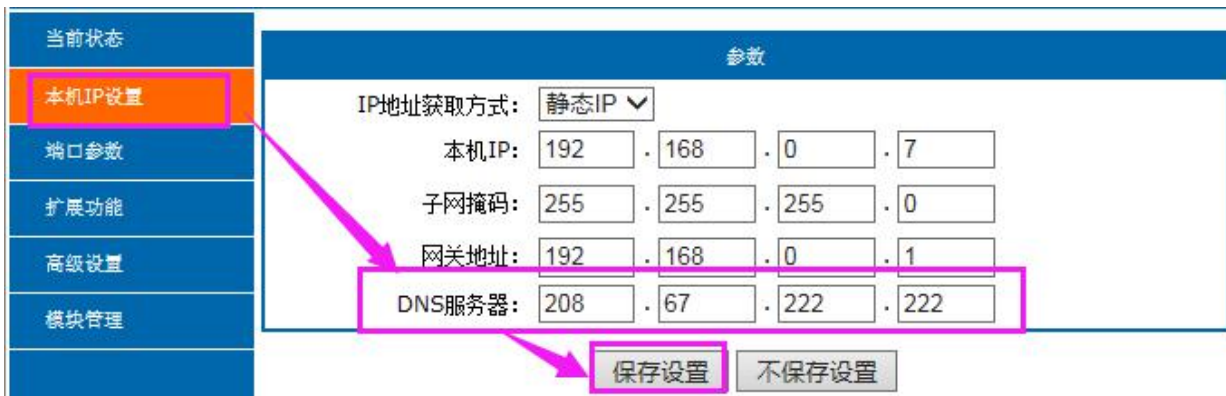 当前状态
本机IP设置
端口参数
扩展功能
高级设置
模块管理
参数
IP地址获取方式： 静态IP
本机IP： 192 . 168 . 0 . 7
子网掩码： 255 . 255 . 255 . 0
网关地址： 192 . 168 . 0 . 1
DNS服务器： 208 . 67 . 222 . 222
保存设置 不保存设置